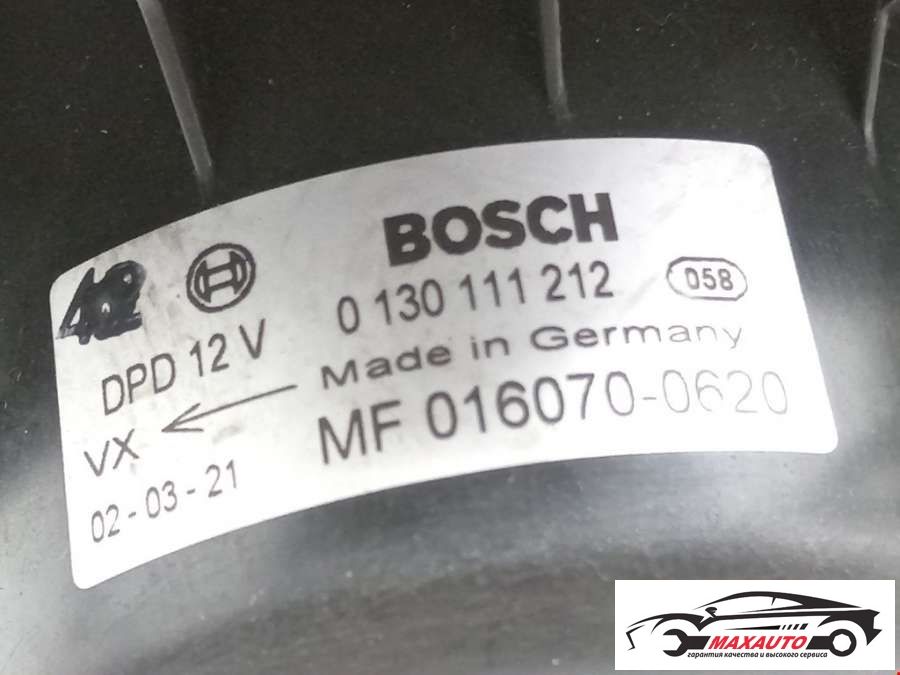 BOSCH
42
0 130 111 212
058
DPD 12 V
Made in Germany
VX
MF 016070-0620
02-03-21
MAXAUTO
гарантия качества и высокого сервиса